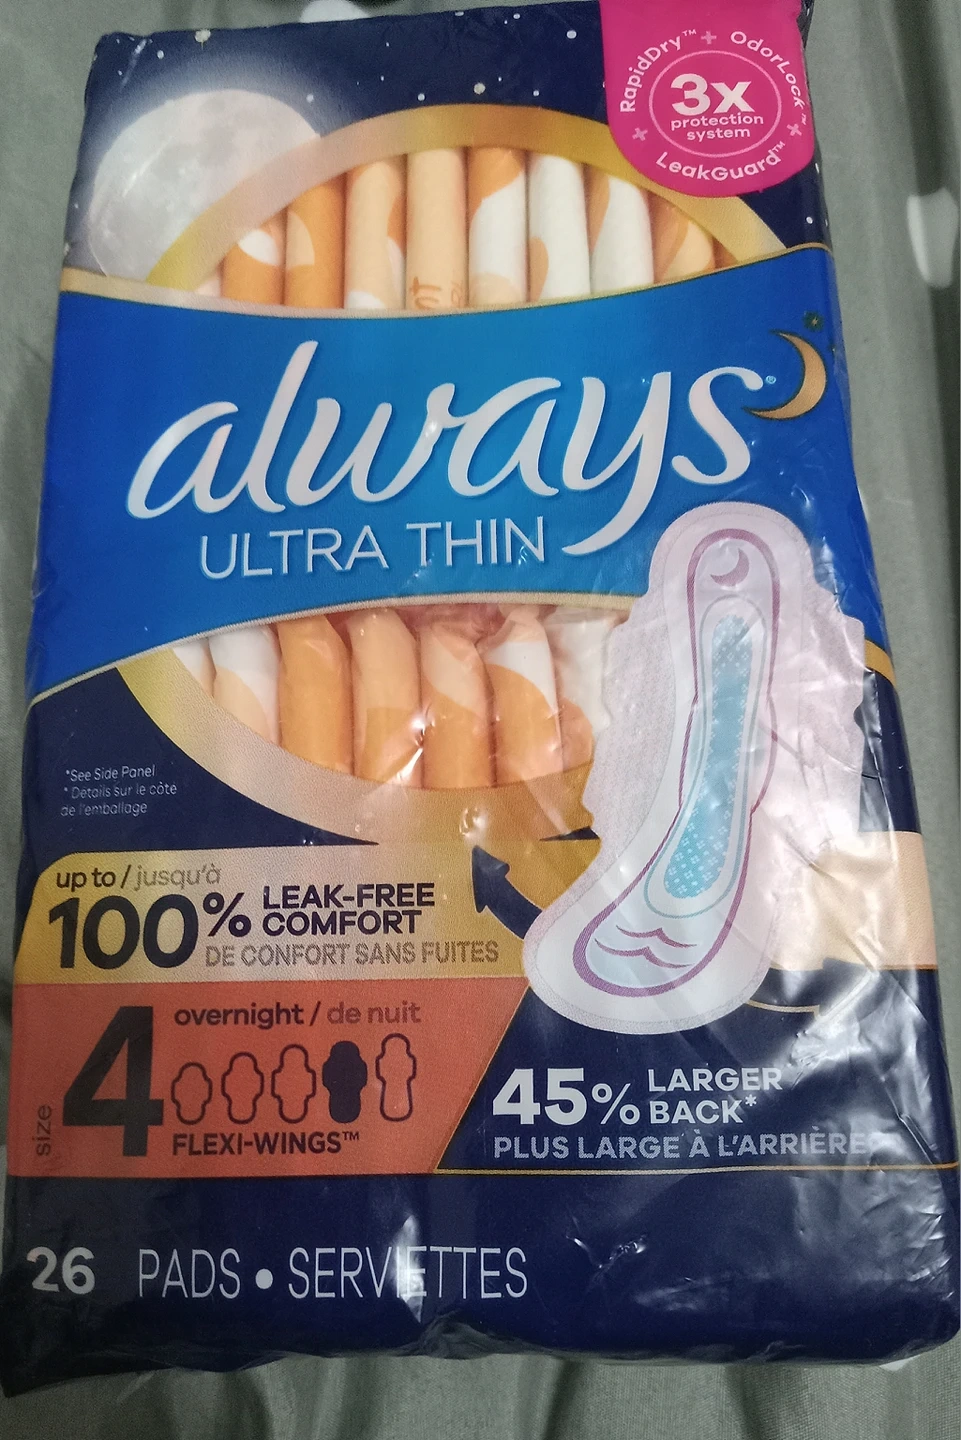 RapidDry™ + OdorLock™ + LeakGuard™ +
3x
protection
system
always®
ULTRA THIN
*See Side Panel
* Détails sur le côte
de l'emballage
up to / jusqu'à
100% LEAK-FREE
COMFORT
DE CONFORT SANS FUITES
size 4
overnight / de nuit
FLEXI-WINGS™
45% LARGER
BACK*
PLUS LARGE À L'ARRIÈRE
26 PADS • SERVIETTES